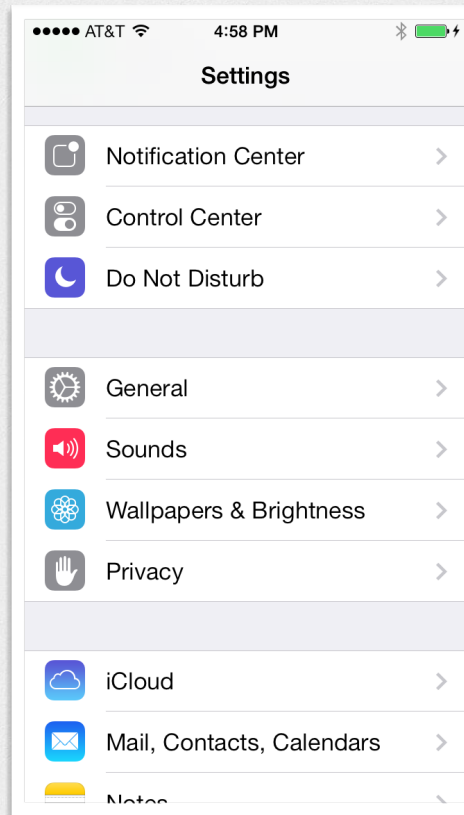 AT&T 4:58 PM
Settings
Notification Center
Control Center
Do Not Disturb
General
Sounds
Wallpapers & Brightness
Privacy
iCloud
Mail, Contacts, Calendars
Notes